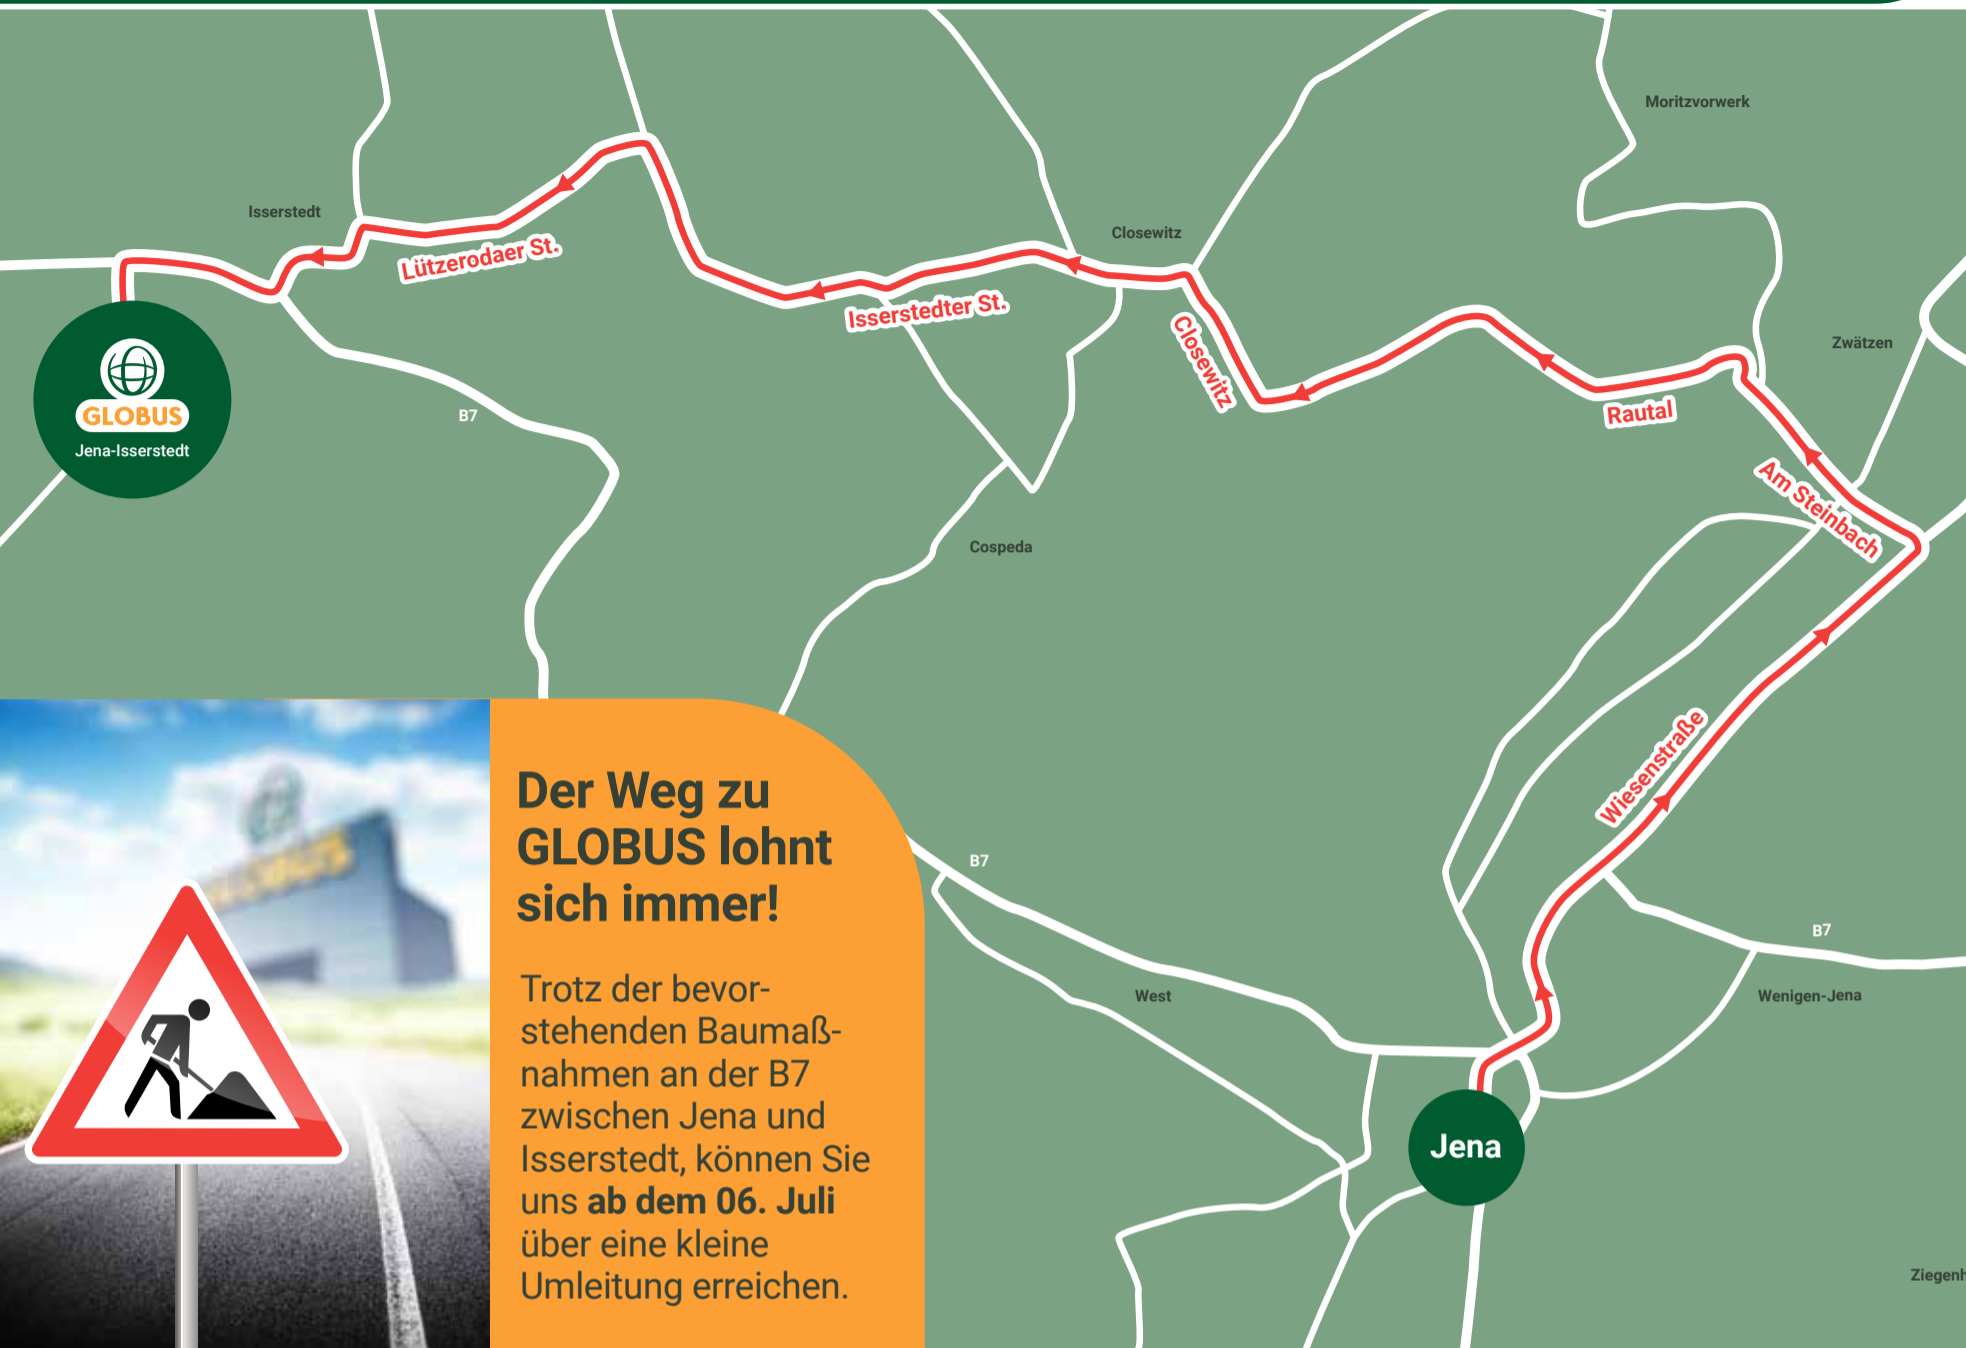 Moritzvorwerk
Isserstedt
Closewitz
Lützerodaer St.
Isserstedter St.
Closewitz
Zwätzen
Rautal
GLOBUS
Jena-Isserstedt
B7
Am Steinbach
Cospeda
Wiesenstraße
GLOBUS
Der Weg zu
GLOBUS lohnt
sich immer!
B7
B7
West
Wenigen-Jena
Trotz der bevor-
stehenden Baumaß-
nahmen an der B7
zwischen Jena und
Isserstedt, können Sie
uns ab dem 06. Juli
über eine kleine
Umleitung erreichen.
Jena
Ziegenh